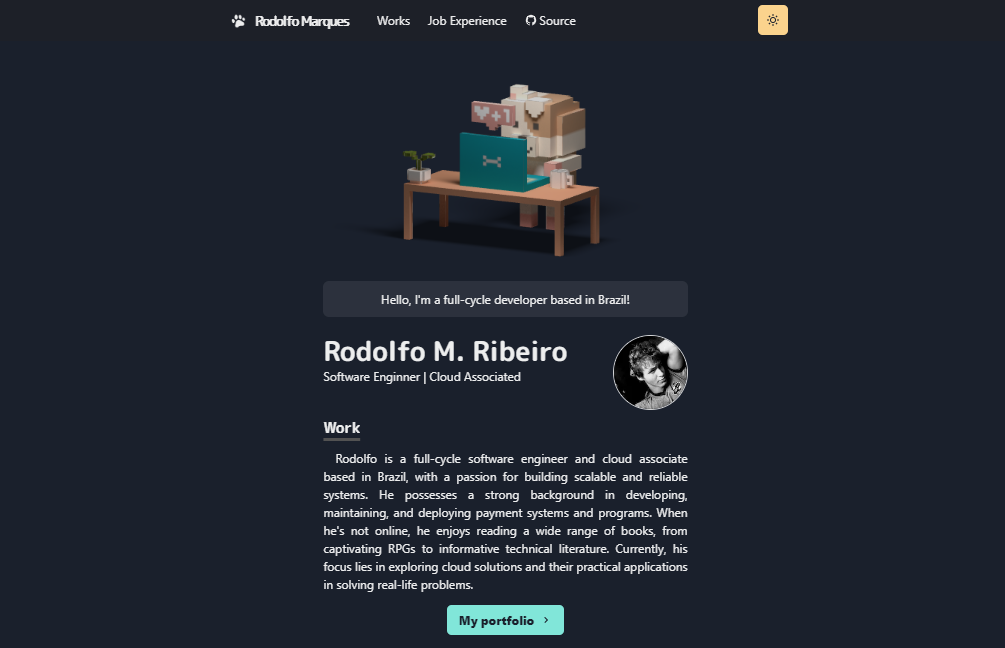 Rodolfo Marques Works Job Experience Source
+1
Hello, I'm a full-cycle developer based in Brazil!
Rodolfo M. Ribeiro
Software Enginner | Cloud Associated
Work
Rodolfo is a full-cycle software engineer and cloud associate
based in Brazil, with a passion for building scalable and reliable
systems. He possesses a strong background in developing,
maintaining, and deploying payment systems and programs. When
he's not online, he enjoys reading a wide range of books, from
captivating RPGs to informative technical literature. Currently, his
focus lies in exploring cloud solutions and their practical applications
in solving real-life problems.
My portfolio